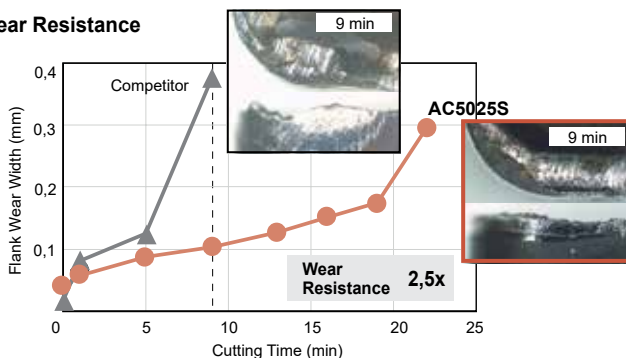 ear Resistance
9 min
0,4
Competitor
AC5025S
0,3
9 min
Flank Wear Width (mm)
0,2
0,1
Wear
Resistance 2,5x
0 5 10 15 20 25
Cutting Time (min)